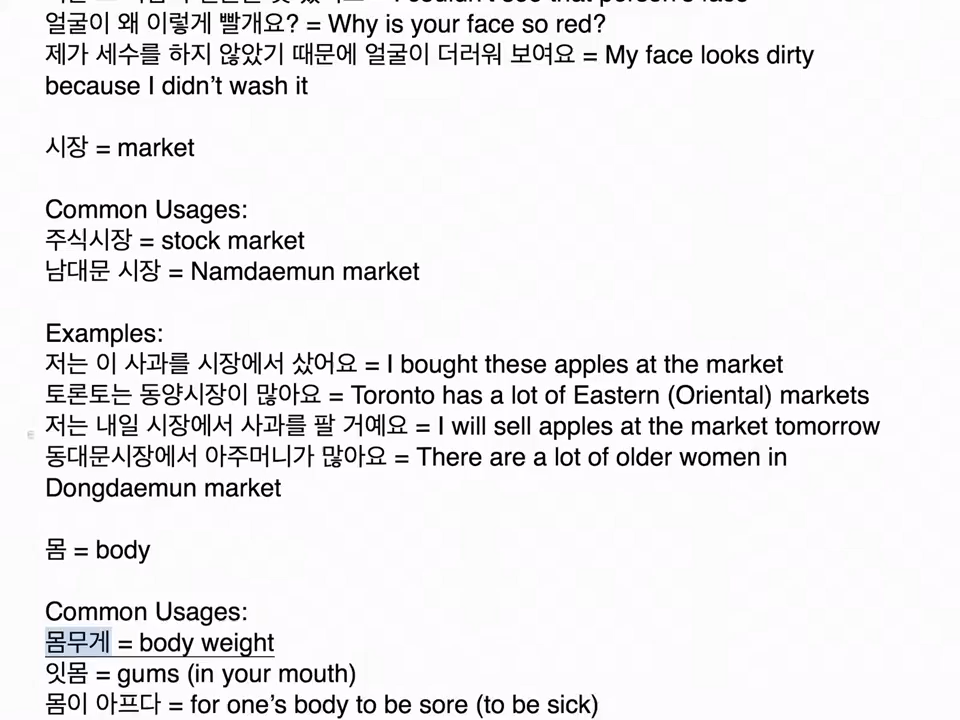 얼굴이 왜 이렇게 빨개요? = Why is your face so red?
제가 세수를 하지 않았기 때문에 얼굴이 더러워 보여요 = My face looks dirty
because I didn’t wash it
시장 = market
Common Usages:
주식시장 = stock market
남대문 시장 = Namdaemun market
Examples:
저는 이 사과를 시장에서 샀어요 = I bought these apples at the market
토론토는 동양시장이 많아요 = Toronto has a lot of Eastern (Oriental) markets
저는 내일 시장에서 사과를 팔 거예요 = I will sell apples at the market tomorrow
동대문시장에서 아주머니가 많아요 = There are a lot of older women in
Dongdaemun market
몸 = body
Common Usages:
몸무게 = body weight
잇몸 = gums (in your mouth)
몸이 아프다 = for one’s body to be sore (to be sick)